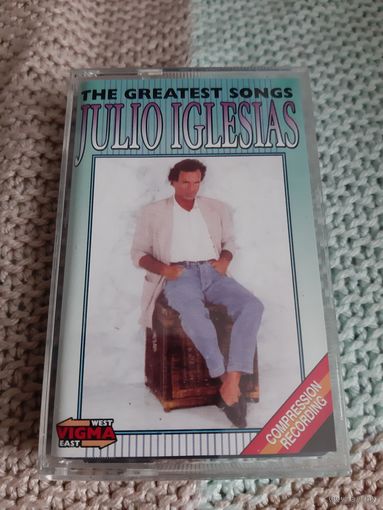 THE GREATEST SONGS
JULIO IGLESIAS
WEST
VIGMA
EAST
COMPRESSION
RECORDING